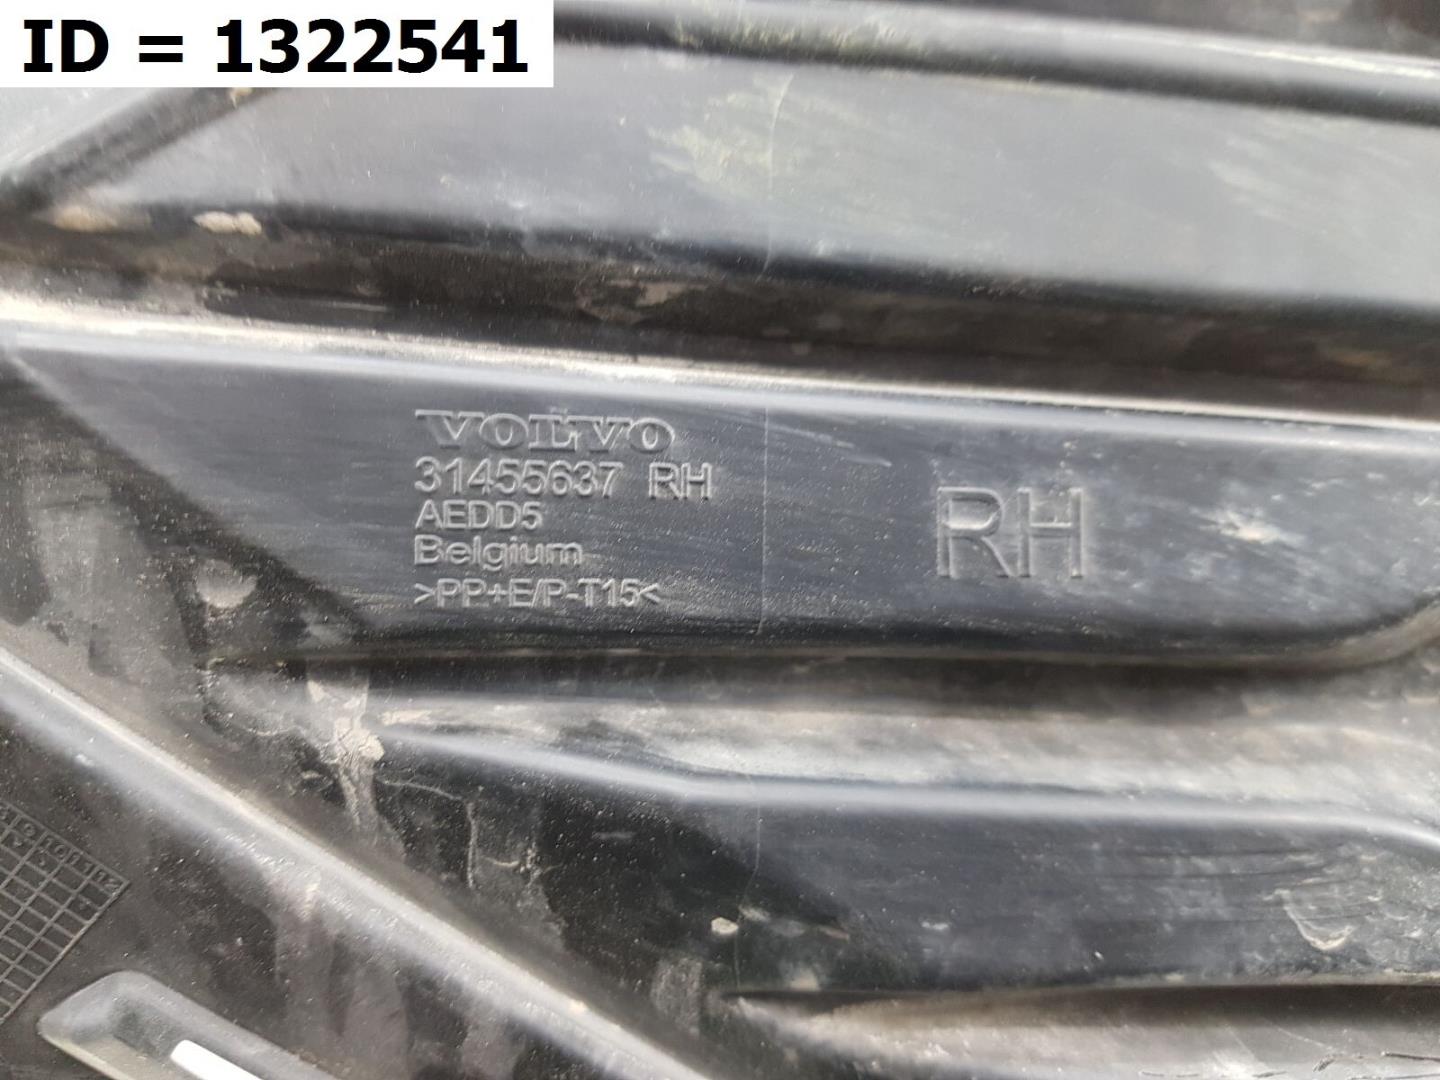 ID = 1322541
VOLVO
31455637 RH
AEDD5
Belgium
>PP+E/P-T15<
RH